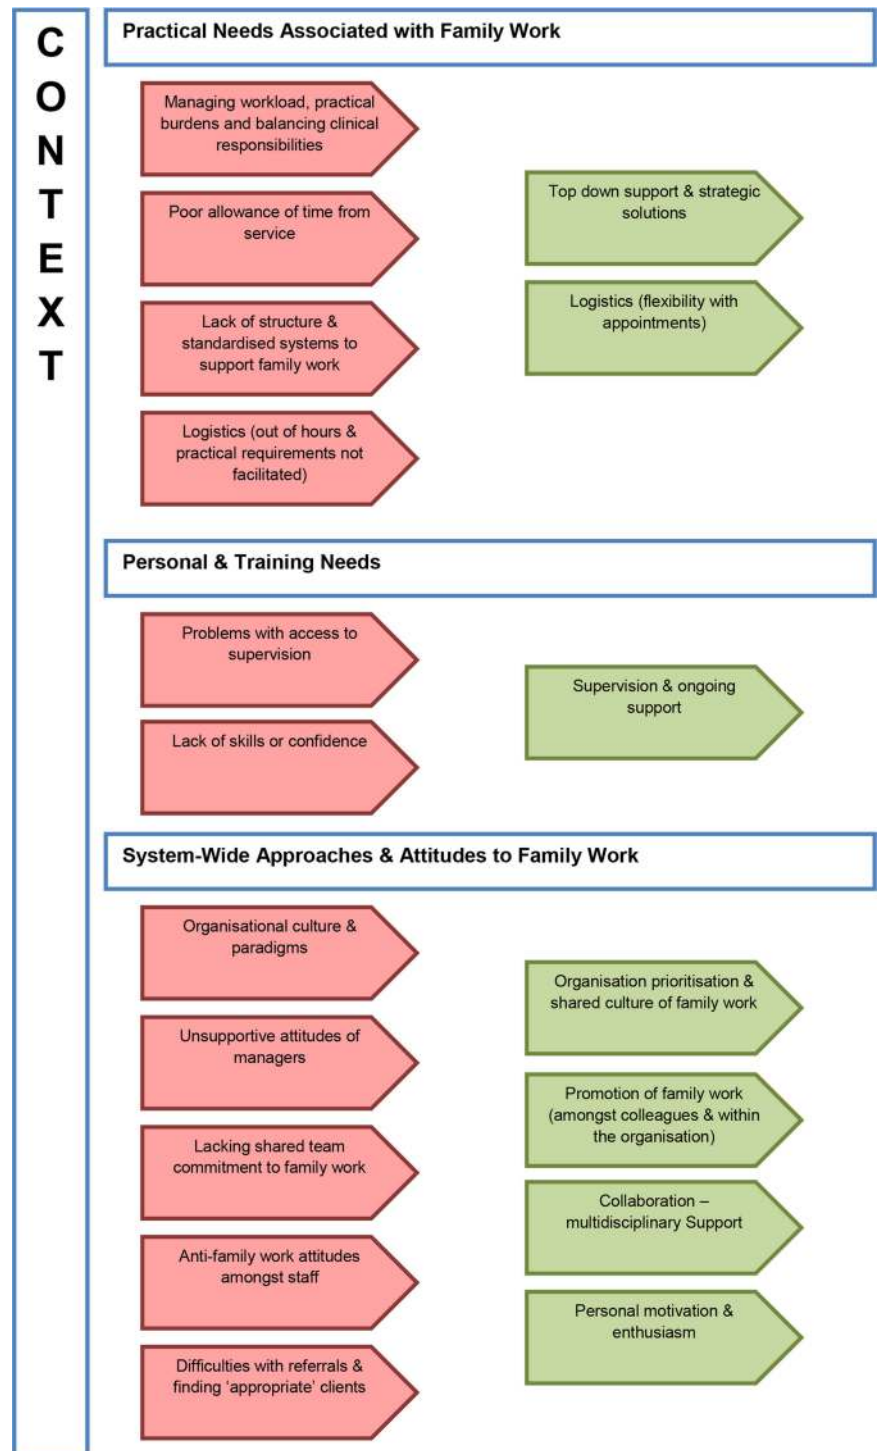 CONTEXT
Practical Needs Associated with Family Work
Managing workload, practical
burdens and balancing clinical
responsibilities
Poor allowance of time from
service
Lack of structure &
standardised systems to
support family work
Logistics (out of hours &
practical requirements not
facilitated)
Top down support & strategic
solutions
Logistics (flexibility with
appointments)
Personal & Training Needs
Problems with access to
supervision
Lack of skills or confidence
Supervision & ongoing
support
System-Wide Approaches & Attitudes to Family Work
Organisational culture &
paradigms
Unsupportive attitudes of
managers
Lacking shared team
commitment to family work
Anti-family work attitudes
amongst staff
Difficulties with referrals &
finding ‘appropriate’ clients
Organisation prioritisation &
shared culture of family work
Promotion of family work
(amongst colleagues & within
the organisation)
Collaboration –
multidisciplinary Support
Personal motivation &
enthusiasm